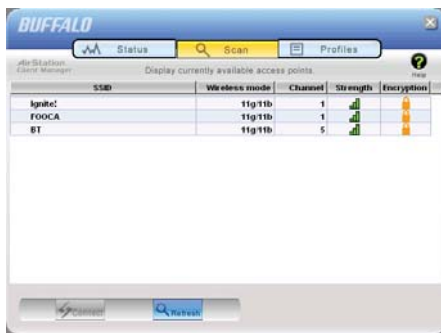 BUFFALO
Status Scan Profiles
AirStation
Client Manager
Display currently available access points.
Help
SSID Wireless mode Channel Strength Encryption
Ignite! 11g/11b 1
FOOCA 11g/11b 1
BT 11g/11b 5
Connect Refresh